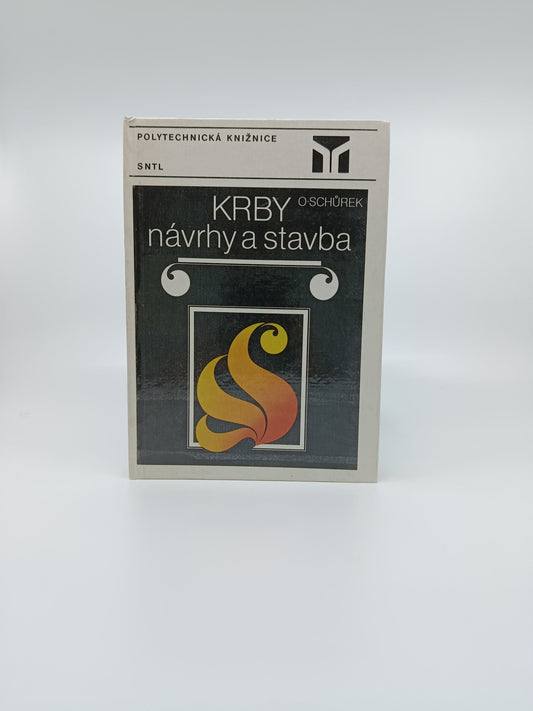 POLYTECHNICKÁ KNIŽNICE
SNTL
KRBY O·SCHŮREK
návrhy a stavba